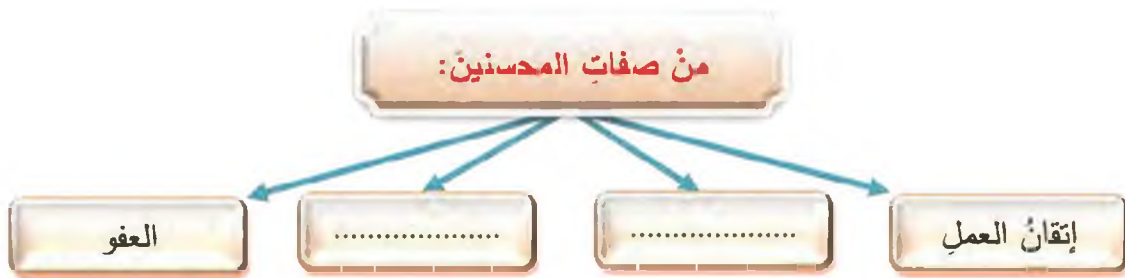 منْ صفاتِ المحسنينَ:
إتقانُ العملِ
....................
....................
العفو